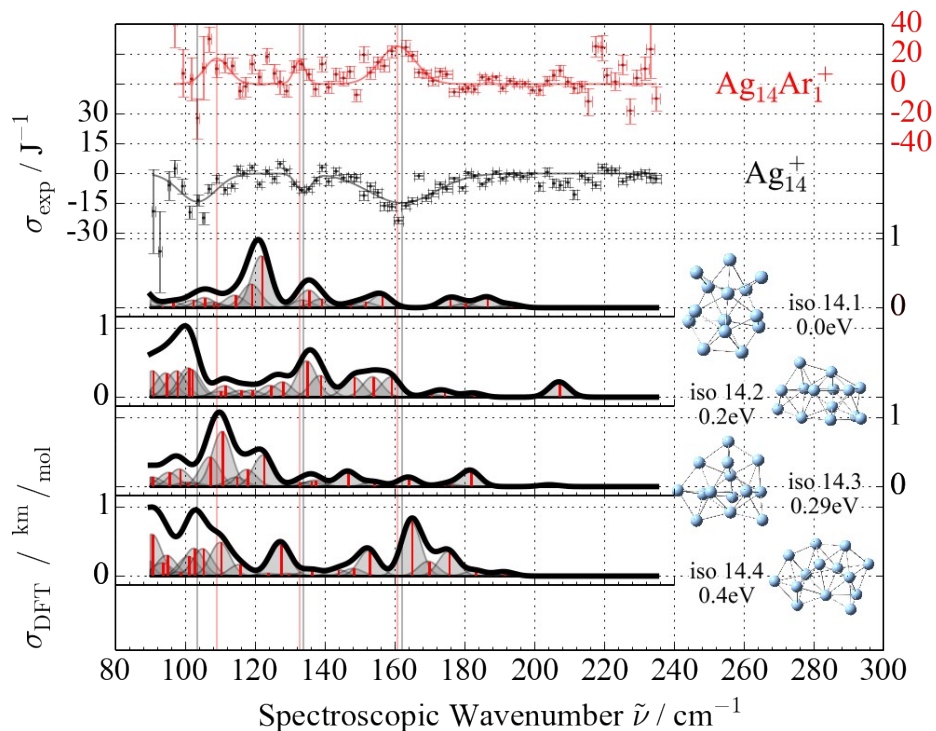 40
20
0
-20
-40
Ag₁₄Ar₁⁺
30
15
0
-15
-30
σ_exp / J⁻¹
Ag₁₄⁺
1
0
iso 14.1
0.0eV
1
0
iso 14.2
0.2eV
1
0
iso 14.3
0.29eV
1
0
iso 14.4
0.4eV
σ_DFT / km/mol
80 100 120 140 160 180 200 220 240 260 280 300
Spectroscopic Wavenumber ν̃ / cm⁻¹